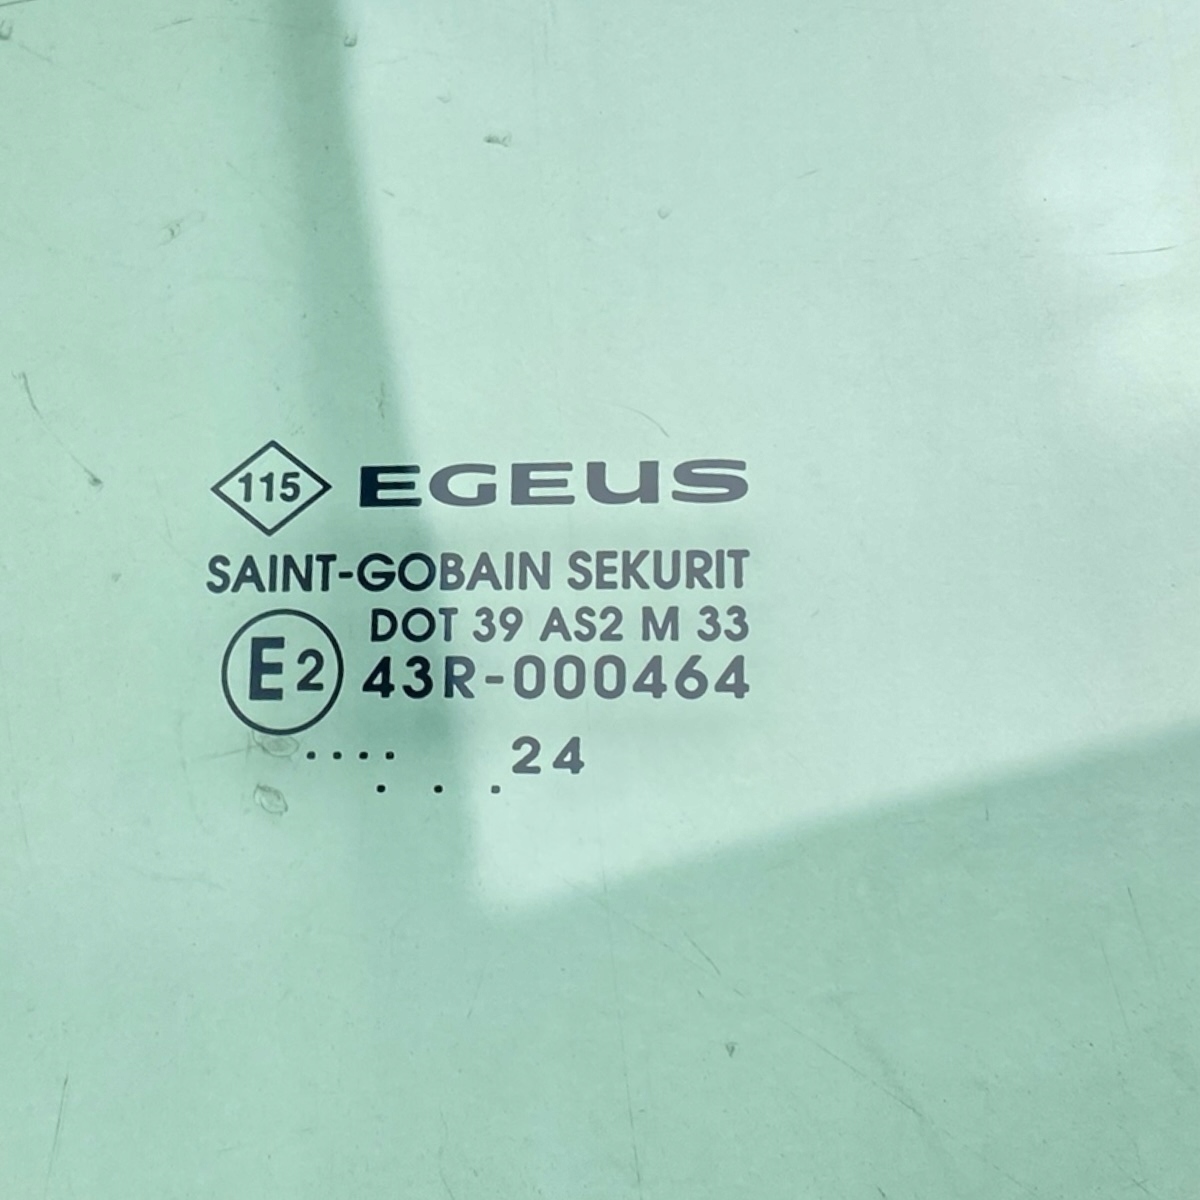 115 EGEUS
SAINT-GOBAIN SEKURIT
DOT 39 AS2 M 33
E2 43R-000464
.... 24
. . .